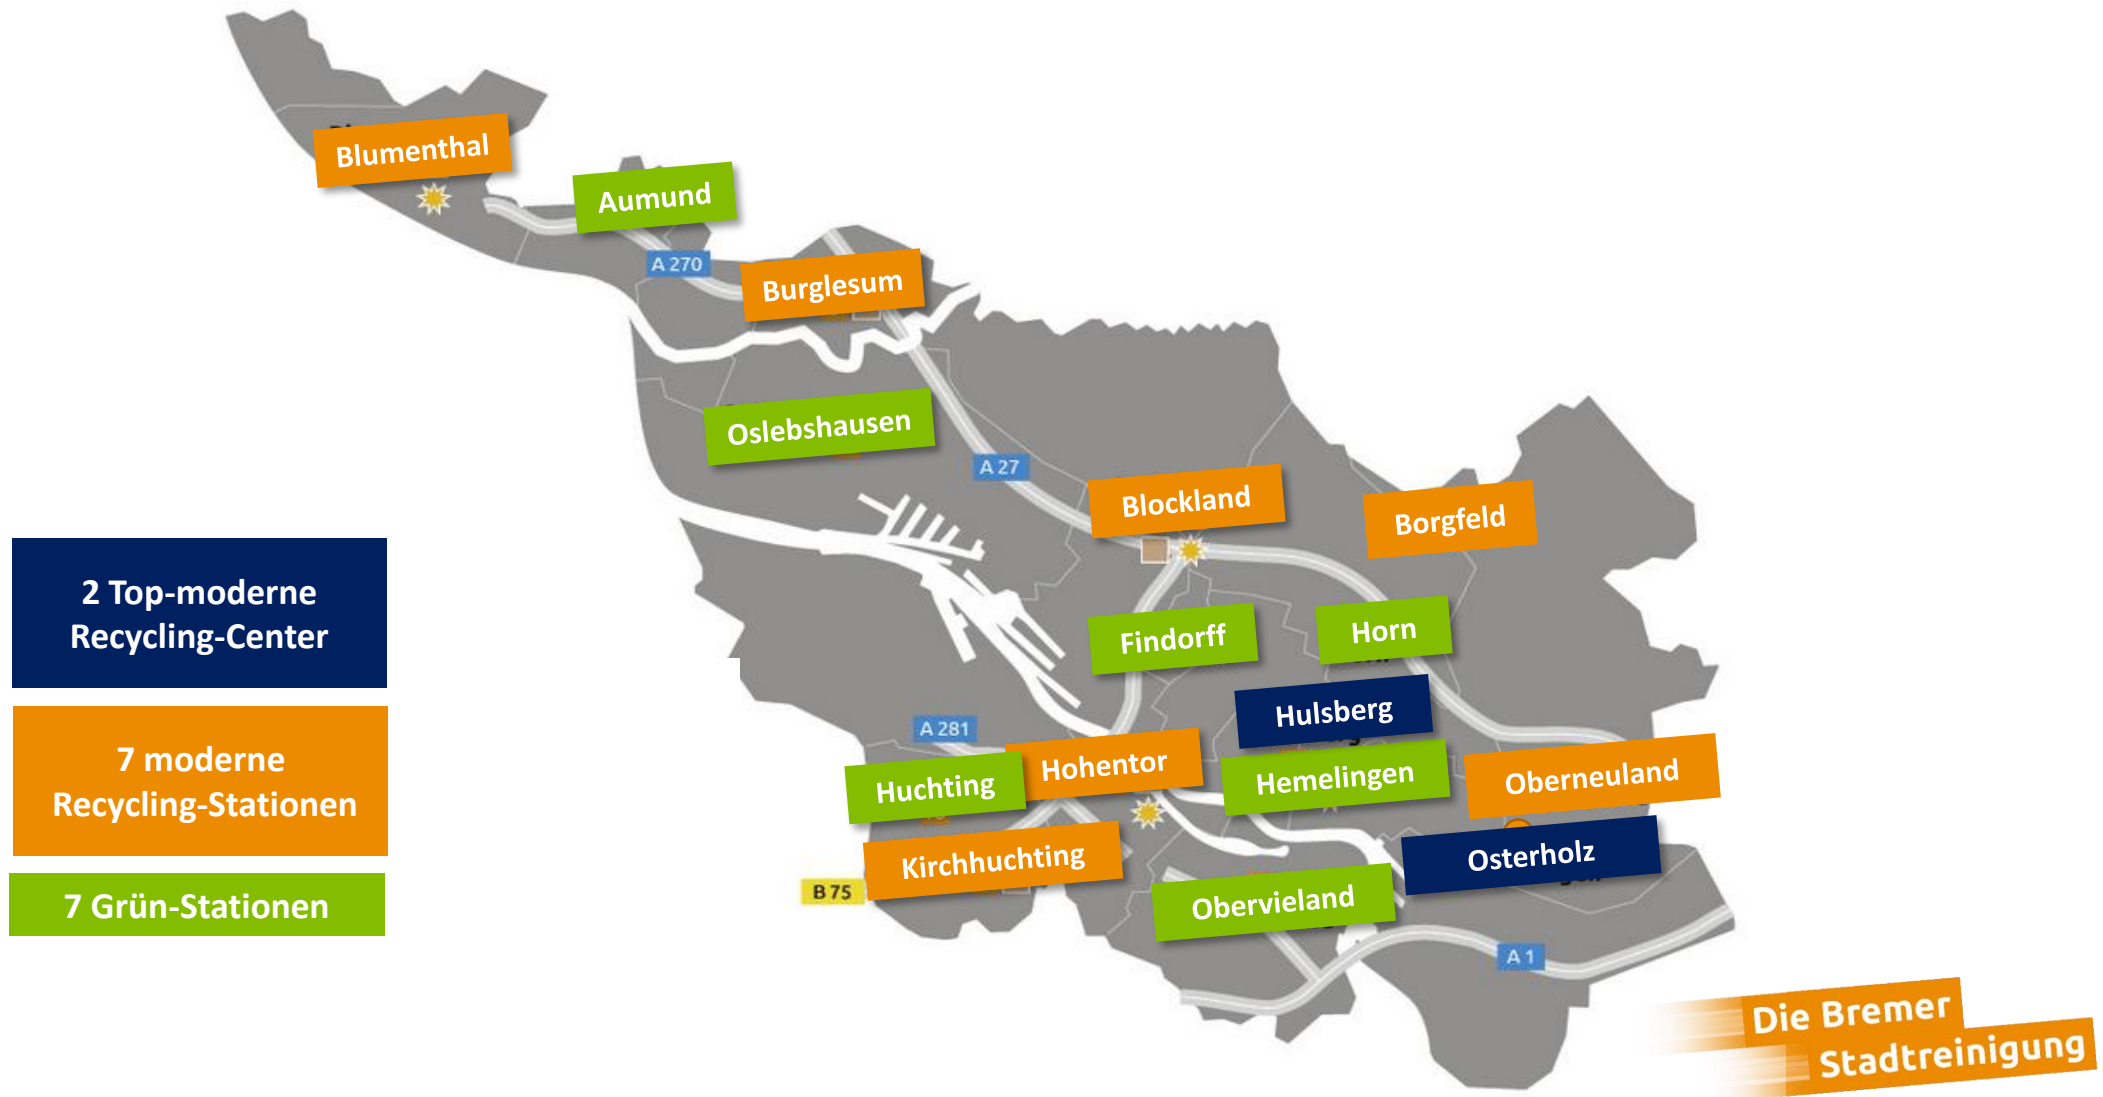 Blumenthal
Aumund
A 270
Burglesum
Oslebshausen
A 27
Blockland
Borgfeld
2 Top-moderne
Recycling-Center
7 moderne
Recycling-Stationen
7 Grün-Stationen
Findorff
Horn
Hulsberg
A 281
Hohentor
Huchting
Hemelingen
Oberneuland
Kirchhuchting
Osterholz
B 75
Obervieland
A 1
Die Bremer
Stadtreinigung